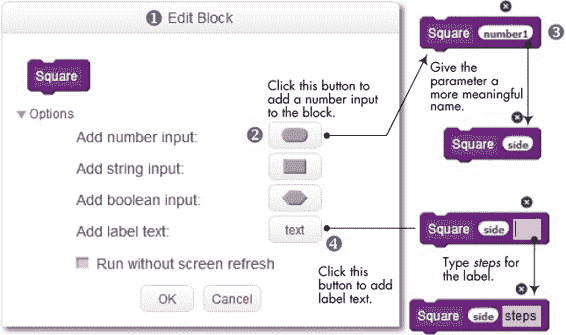 ❶ Edit Block
Square
Options
Add number input:
Add string input:
Add boolean input:
Add label text:
text
Run without screen refresh
OK
Cancel
❷
Click this button to
add a number input
to the block.
❹
Click this
button to add
label text.
Square number1
❸
Give the
parameter a
more meaningful
name.
Square side
Square side
Type steps for
the label.
Square side steps